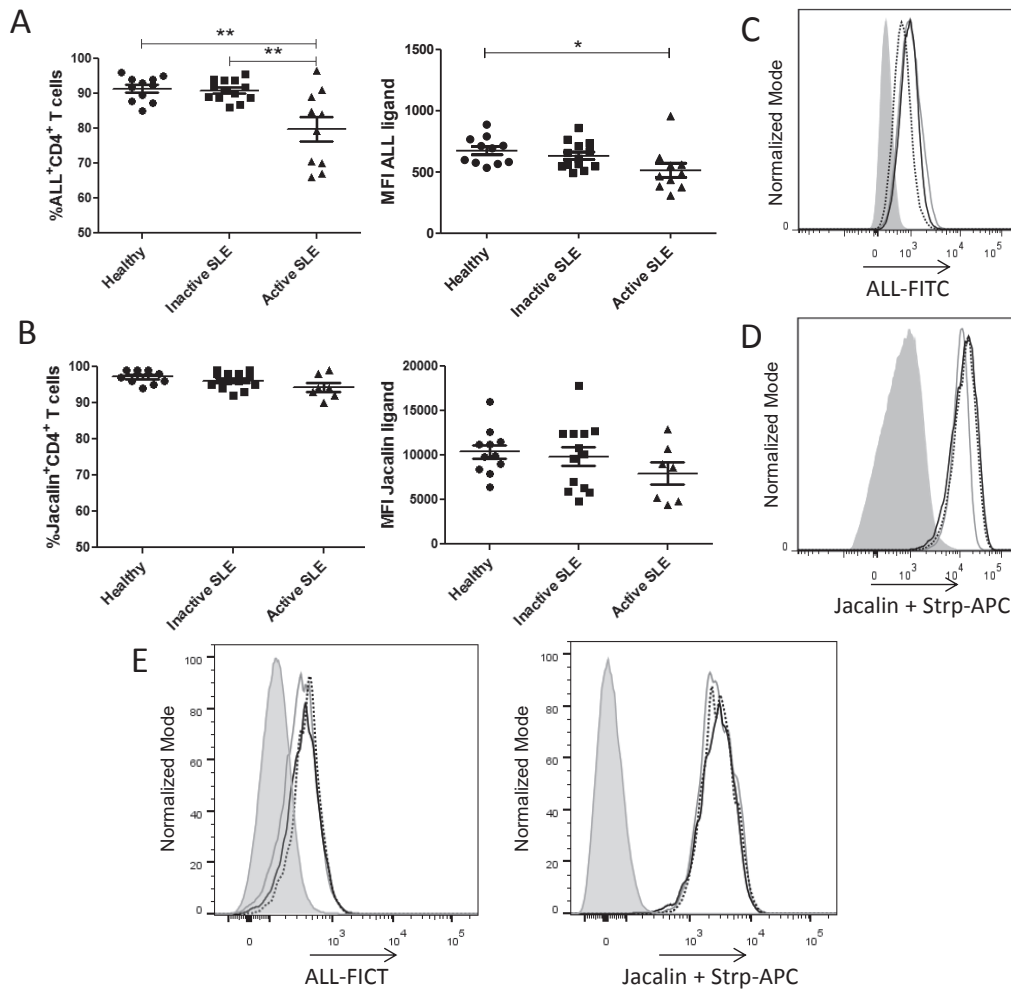 A
**
**
%ALL+CD4+ T cells
100
90
80
70
60
50
Healthy
Inactive SLE
Active SLE
*
MFI ALL ligand
1500
1000
500
0
Healthy
Inactive SLE
Active SLE
C
Normalized Mode
0
0 10^3 10^4 10^5
ALL-FITC
B
%Jacalin+CD4+ T cells
100
90
80
70
60
50
Healthy
Inactive SLE
Active SLE
MFI Jacalin ligand
20000
15000
10000
5000
0
Healthy
Inactive SLE
Active SLE
D
Normalized Mode
0
0 10^3 10^4 10^5
Jacalin + Strp-APC
E
Normalized Mode
100
80
60
40
20
0
0 10^3 10^4 10^5
ALL-FICT
Normalized Mode
100
80
60
40
20
0
0 10^3 10^4 10^5
Jacalin + Strp-APC